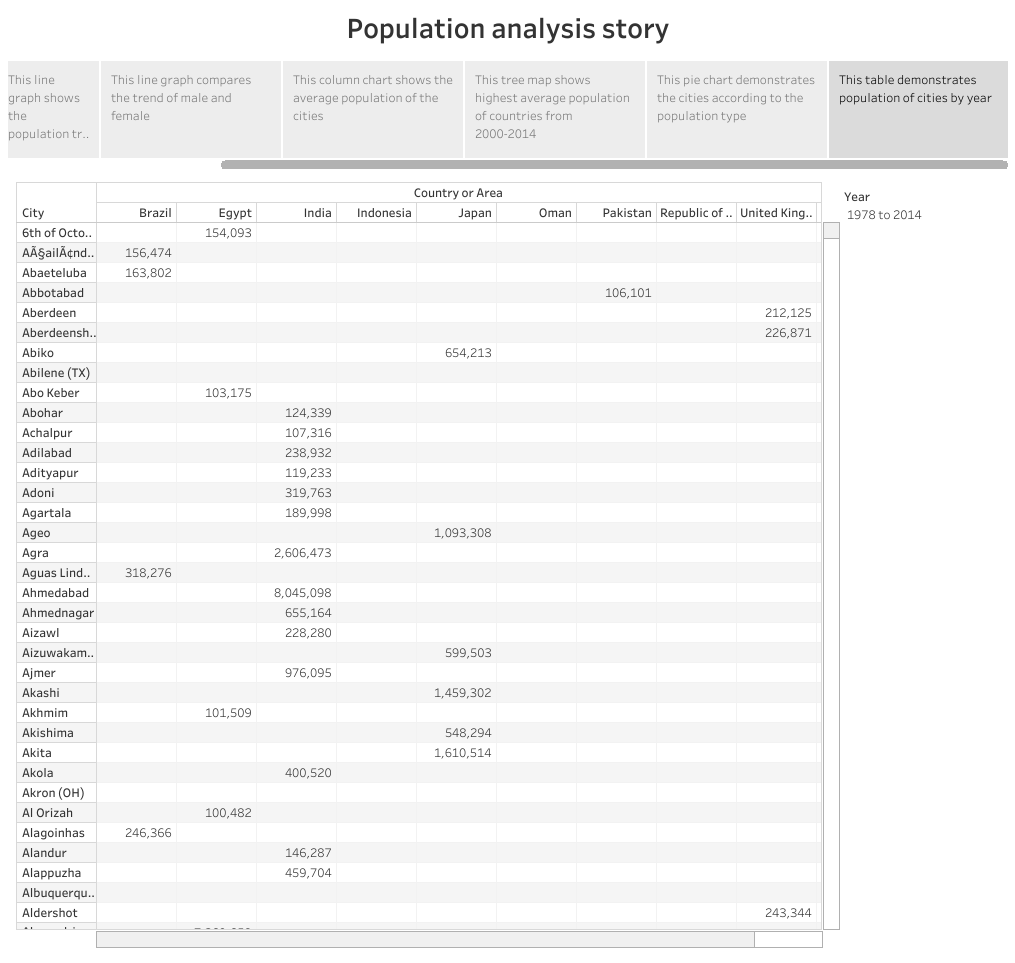 Population analysis story
This line
graph shows
the
population tr..
This line graph compares
the trend of male and
female
This column chart shows the
average population of the
cities
This tree map shows
highest average population
of countries from
2000-2014
This pie chart demonstrates
the cities according to the
population type
This table demonstrates
population of cities by year
Country or Area
City Brazil Egypt India Indonesia Japan Oman Pakistan Republic of .. United King..
Year
1978 to 2014
6th of Octo.. 154,093
AÃ§ailÃ¢nd.. 156,474
Abaeteluba 163,802
Abbotabad 106,101
Aberdeen 212,125
Aberdeensh.. 226,871
Abiko 654,213
Abilene (TX)
Abo Keber 103,175
Abohar 124,339
Achalpur 107,316
Adilabad 238,932
Adityapur 119,233
Adoni 319,763
Agartala 189,998
Ageo 1,093,308
Agra 2,606,473
Aguas Lind.. 318,276
Ahmedabad 8,045,098
Ahmednagar 655,164
Aizawl 228,280
Aizuwakam.. 599,503
Ajmer 976,095
Akashi 1,459,302
Akhmim 101,509
Akishima 548,294
Akita 1,610,514
Akola 400,520
Akron (OH)
Al Orizah 100,482
Alagoinhas 246,366
Alandur 146,287
Alappuzha 459,704
Albuquerqu..
Aldershot 243,344